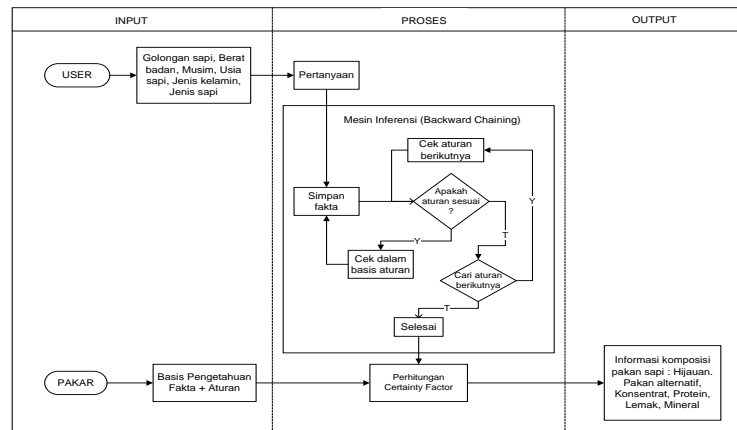 INPUT
PROSES
OUTPUT
USER
Golongan sapi, Berat
badan, Musim, Usia
sapi, Jenis kelamin,
Jenis sapi
Pertanyaan
Mesin Inferensi (Backward Chaining)
Cek aturan
berikutnya
Simpan
fakta
Apakah
aturan sesuai
?
Y
T
Y
Cek dalam
basis aturan
Cari aturan
berikutnya
T
Selesai
PAKAR
Basis Pengetahuan
Fakta + Aturan
Perhitungan
Certainty Factor
Informasi komposisi
pakan sapi : Hijauan.
Pakan alternatif,
Konsentrat, Protein,
Lemak, Mineral